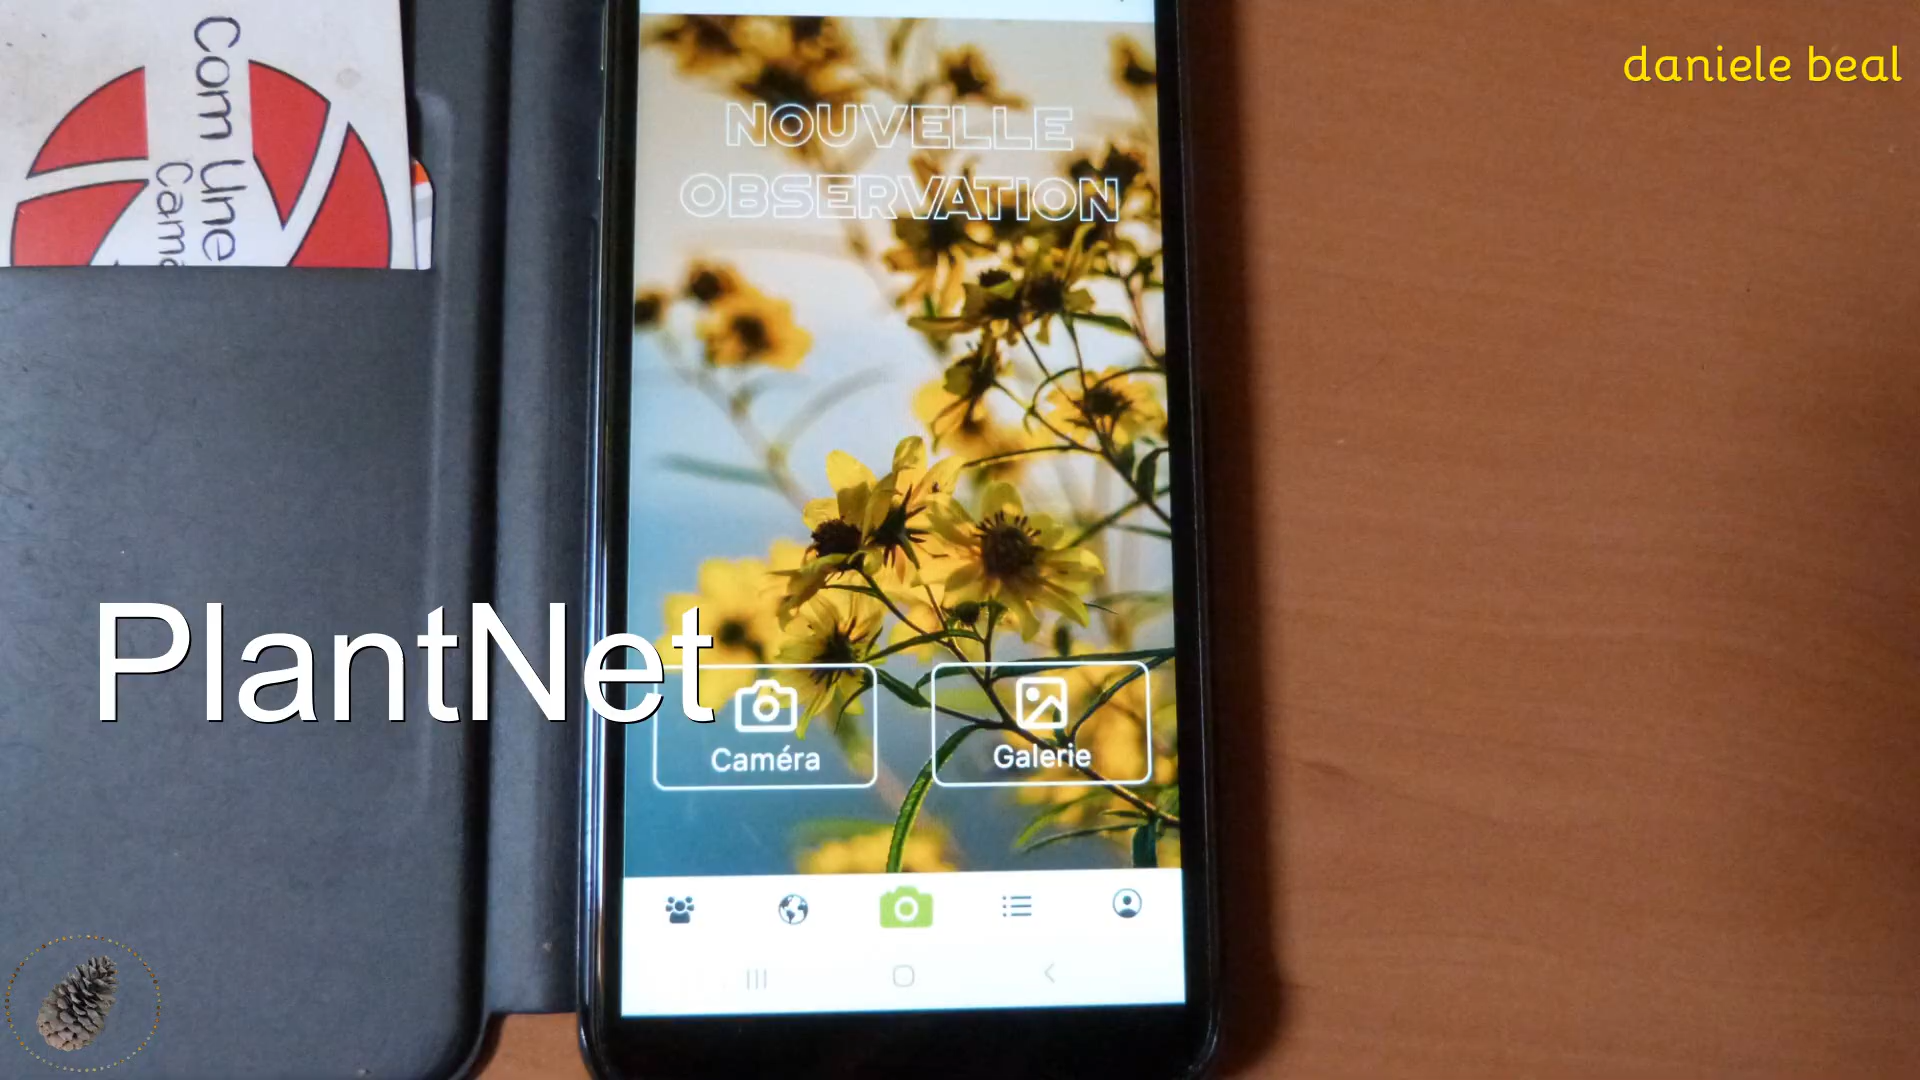 daniele beal
Com Une
NOUVELLE
OBSERVATION
PlantNet
Caméra
Galerie